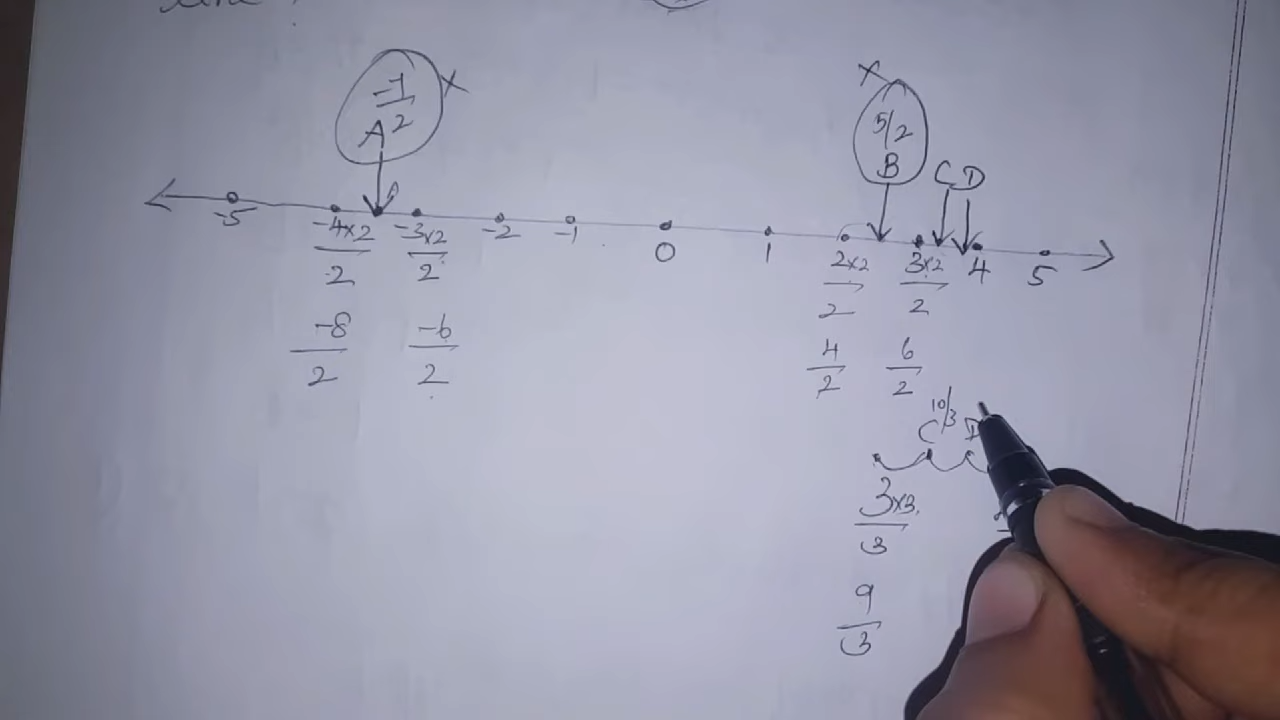 line ?
-1/2 X
A
X
5/2
B C D
-5 -4×2/2 -3×2/2 -2 -1 0 1 2×2/2 3×2/2 4 5
-8/2 -6/2 4/2 6/2
10/3
C D
3×3/3
9/3